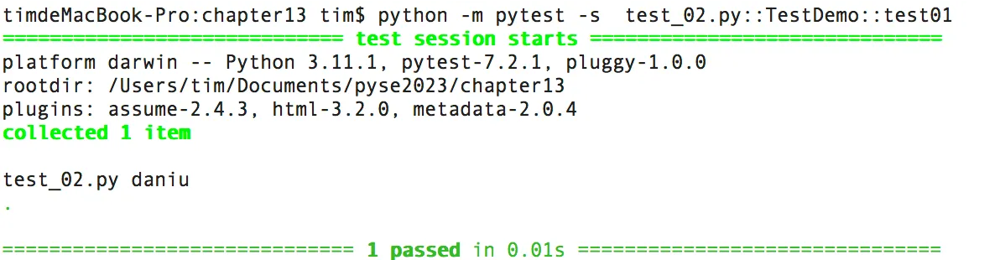 timdeMacBook-Pro:chapter13 tim$ python -m pytest -s  test_02.py::TestDemo::test01
============================= test session starts ==============================
platform darwin -- Python 3.11.1, pytest-7.2.1, pluggy-1.0.0
rootdir: /Users/tim/Documents/pyse2023/chapter13
plugins: assume-2.4.3, html-3.2.0, metadata-2.0.4
collected 1 item
test_02.py daniu
.
============================== 1 passed in 0.01s ===============================